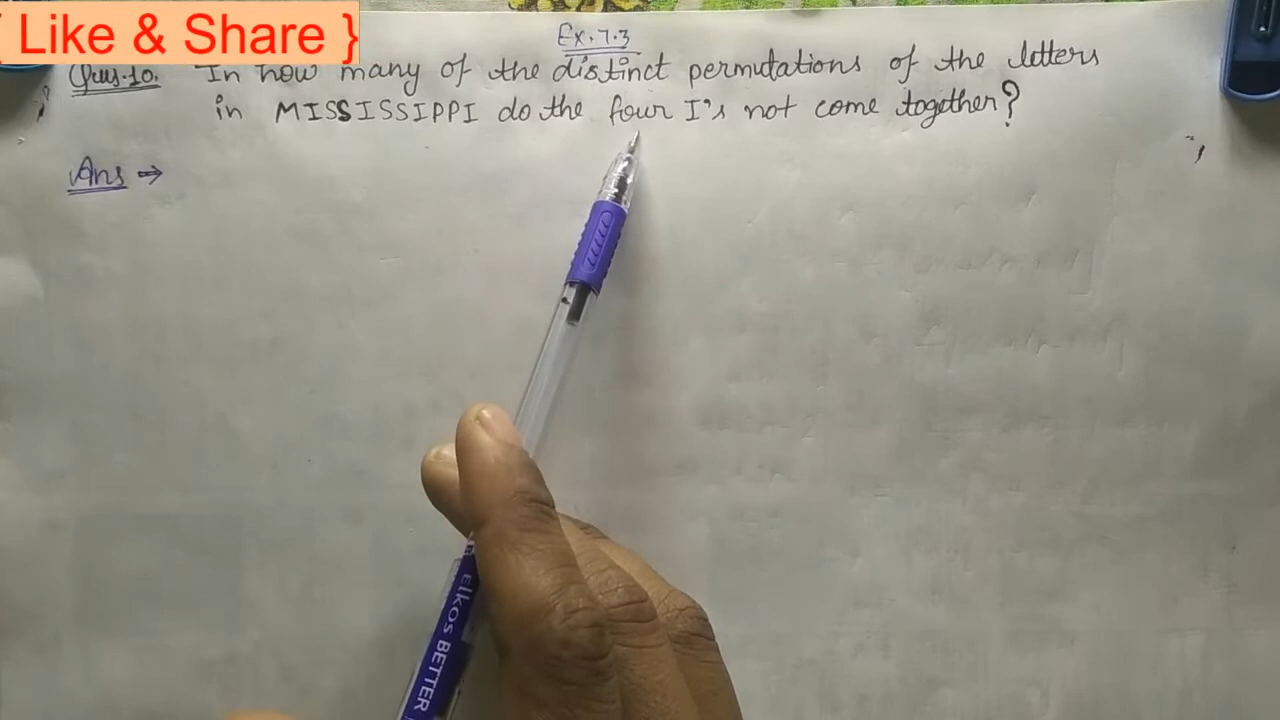 { Like & Share }
Ex. 7.3
Ques.10. In how many of the distinct permutations of the letters
in MISSISSIPPI do the four I's not come together?
Ans →
elkos BETTER